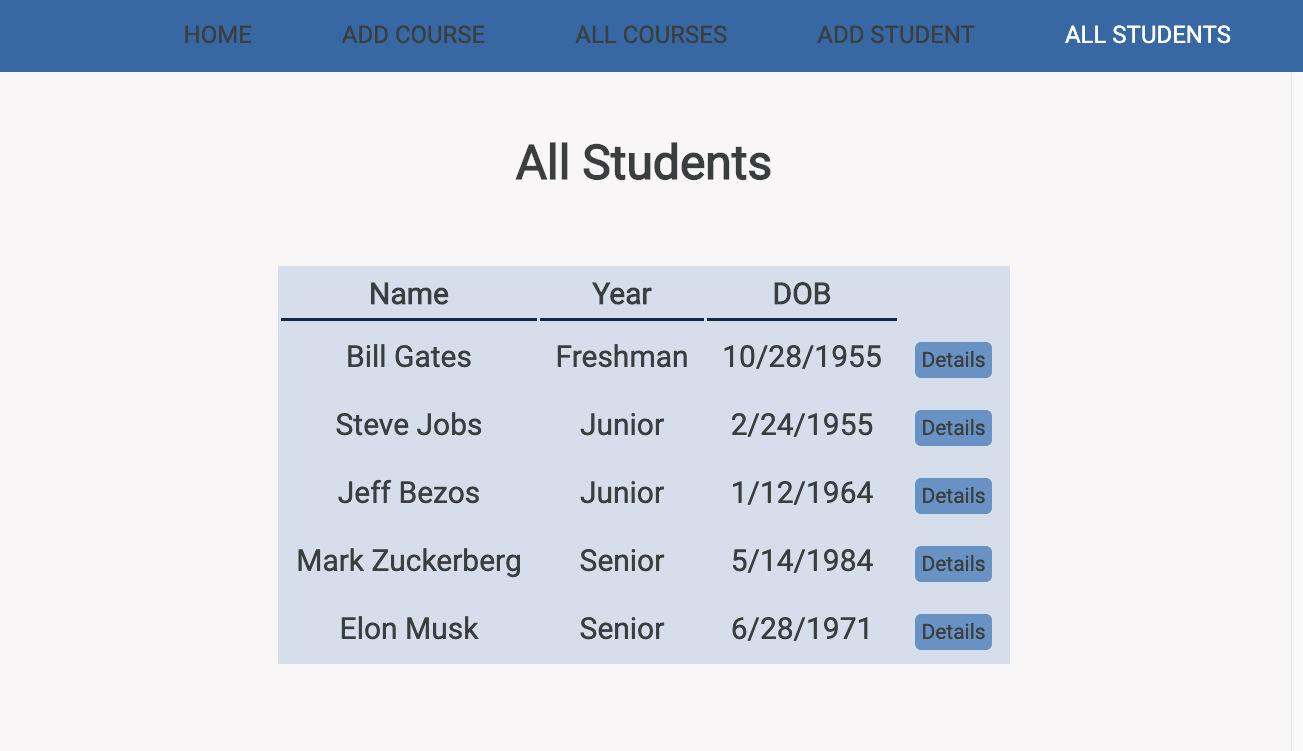 HOME ADD COURSE ALL COURSES ADD STUDENT ALL STUDENTS
All Students
Name Year DOB
Bill Gates Freshman 10/28/1955 Details
Steve Jobs Junior 2/24/1955 Details
Jeff Bezos Junior 1/12/1964 Details
Mark Zuckerberg Senior 5/14/1984 Details
Elon Musk Senior 6/28/1971 Details